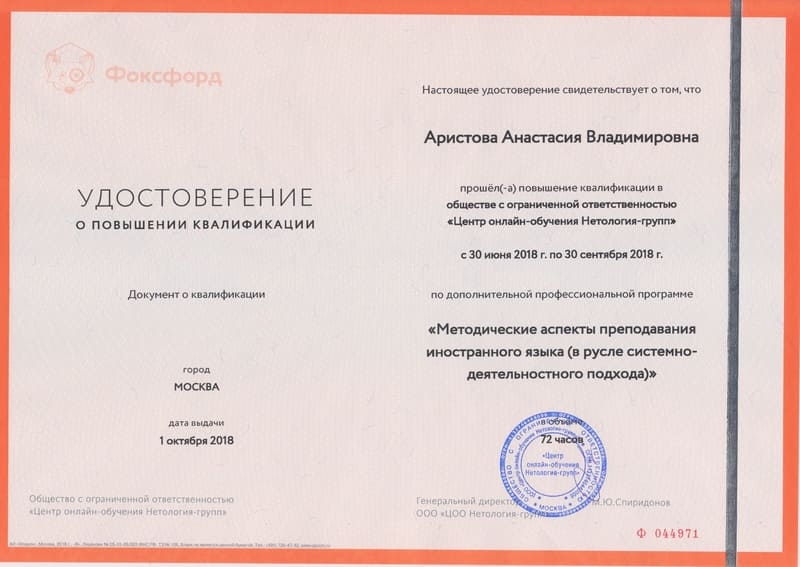 Фоксфорд
УДОСТОВЕРЕНИЕ
О ПОВЫШЕНИИ КВАЛИФИКАЦИИ
Документ о квалификации
город
МОСКВА
дата выдачи
1 октября 2018
Общество с ограниченной ответственностью
«Центр онлайн-обучения Нетология-групп»
Настоящее удостоверение свидетельствует о том, что
Аристова Анастасия Владимировна
прошёл(-а) повышение квалификации в
обществе с ограниченной ответственностью
«Центр онлайн-обучения Нетология-групп»
с 30 июня 2018 г. по 30 сентября 2018 г.
по дополнительной профессиональной программе
«Методические аспекты преподавания
иностранного языка (в русле системно-
деятельностного подхода)»
в объёме
72 часов
«Центр
онлайн-обучения
Нетология-групп»
МОСКВА
Генеральный директор М.Ю.Спиридонов
ООО «ЦОО Нетология-групп»
Ф 044971